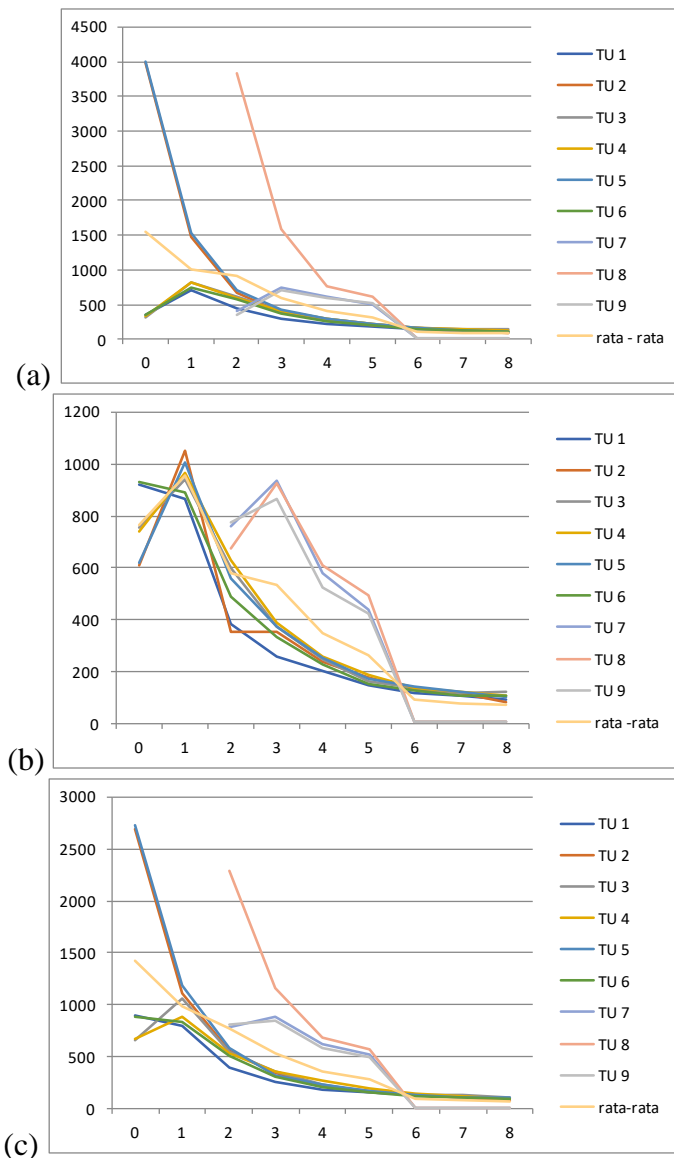 4500
4000
3500
3000
2500
2000
1500
1000
500
0
0 1 2 3 4 5 6 7 8
TU 1
TU 2
TU 3
TU 4
TU 5
TU 6
TU 7
TU 8
TU 9
rata - rata
(a)
1200
1000
800
600
400
200
0
0 1 2 3 4 5 6 7 8
TU 1
TU 2
TU 3
TU 4
TU 5
TU 6
TU 7
TU 8
TU 9
rata -rata
(b)
3000
2500
2000
1500
1000
500
0
0 1 2 3 4 5 6 7 8
TU 1
TU 2
TU 3
TU 4
TU 5
TU 6
TU 7
TU 8
TU 9
rata-rata
(c)